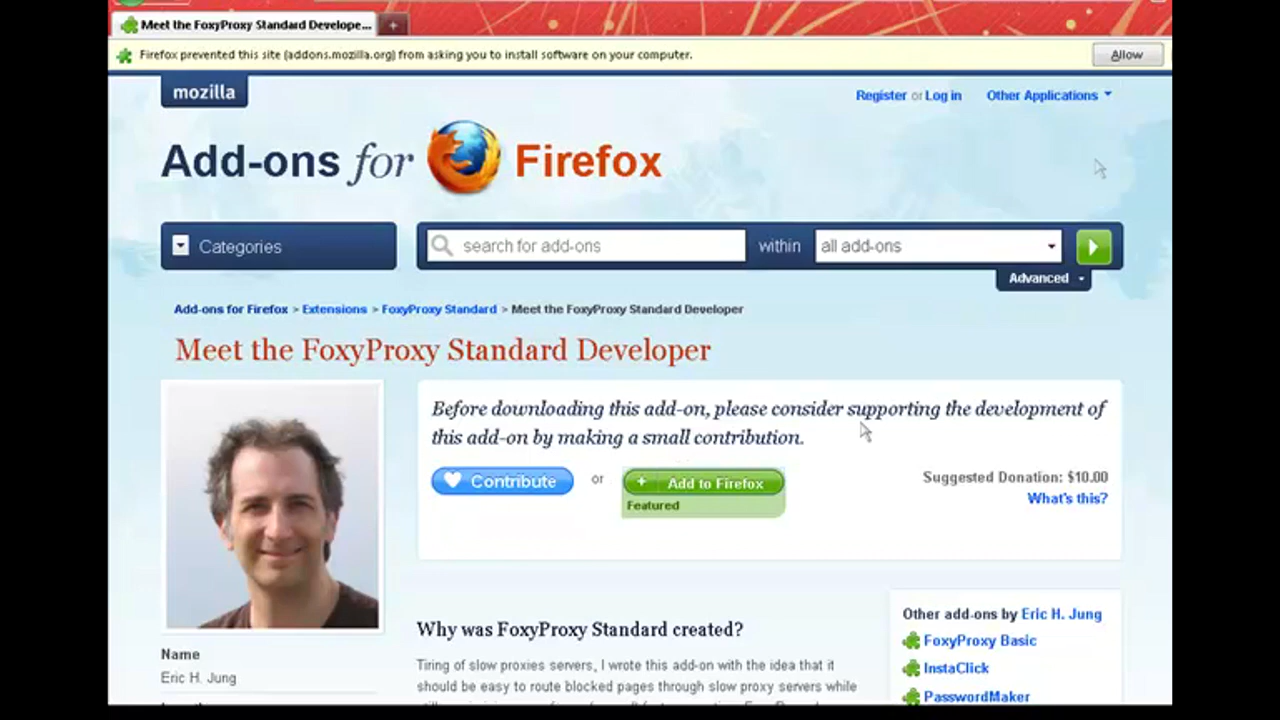 Meet the FoxyProxy Standard Develope... +
Firefox prevented this site (addons.mozilla.org) from asking you to install software on your computer. Allow
mozilla
Register or Log in Other Applications
Add-ons for Firefox
Categories search for add-ons within all add-ons
Advanced
Add-ons for Firefox > Extensions > FoxyProxy Standard > Meet the FoxyProxy Standard Developer
Meet the FoxyProxy Standard Developer
Before downloading this add-on, please consider supporting the development of
this add-on by making a small contribution.
Contribute or + Add to Firefox
Featured
Suggested Donation: $10.00
What's this?
Why was FoxyProxy Standard created?
Tiring of slow proxies servers, I wrote this add-on with the idea that it
should be easy to route blocked pages through slow proxy servers while
Other add-ons by Eric H. Jung
FoxyProxy Basic
InstaClick
PasswordMaker
Name
Eric H. Jung